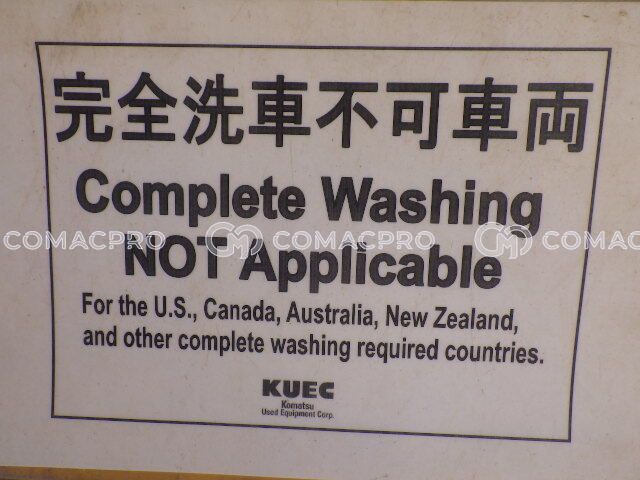 完全洗車不可車両
Complete Washing
NOT Applicable
COMACPRO COMACPRO COMACPRO
For the U.S., Canada, Australia, New Zealand,
and other complete washing required countries.
KUEC
Komatsu
Used Equipment Corp.